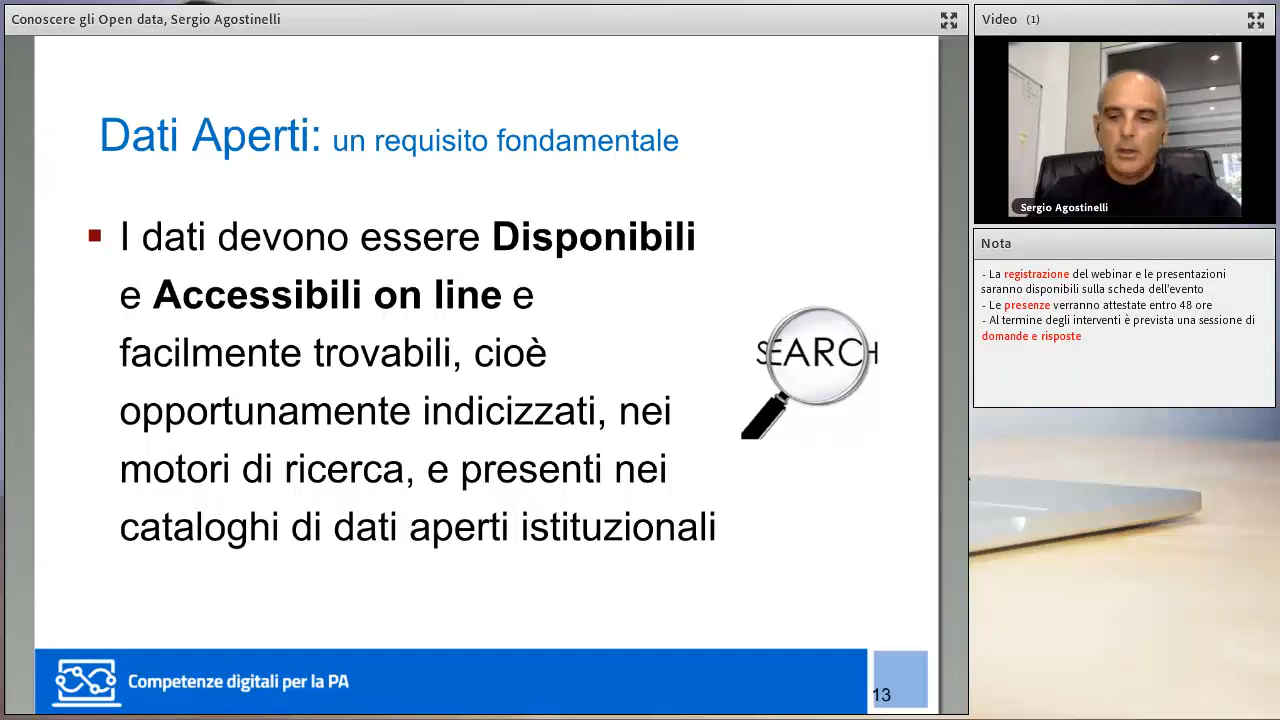 Conoscere gli Open data, Sergio Agostinelli
Dati Aperti: un requisito fondamentale
I dati devono essere Disponibili
e Accessibili on line e
facilmente trovabili, cioè
opportunamente indicizzati, nei
motori di ricerca, e presenti nei
cataloghi di dati aperti istituzionali
SEARCH
Competenze digitali per la PA
13
Video (1)
Sergio Agostinelli
Nota
- La registrazione del webinar e le presentazioni
saranno disponibili sulla scheda dell'evento
- Le presenze verranno attestate entro 48 ore
- Al termine degli interventi è prevista una sessione di
domande e risposte